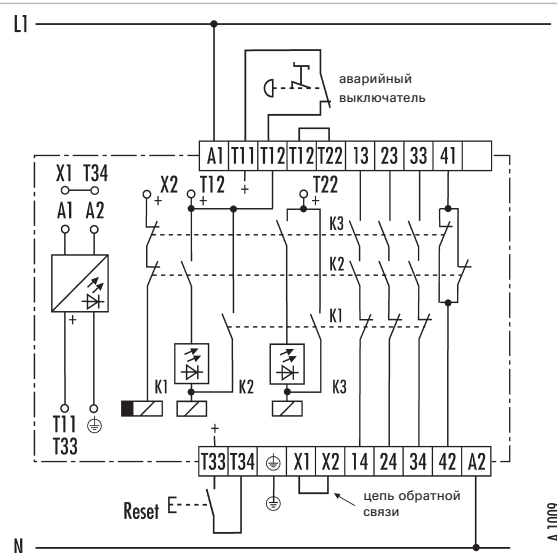 L1
аварийный
выключатель
A1 T11 T12 T12 T22 13 23 33 41
+
X1 T34
X2 T12 T22
+ + +
A1 A2
K3
K2
K1
+
K1 K2 K3
T11
T33
+
T33 T34 X1 X2 14 24 34 42 A2
Reset
цепь обратной
связи
N
A 1009